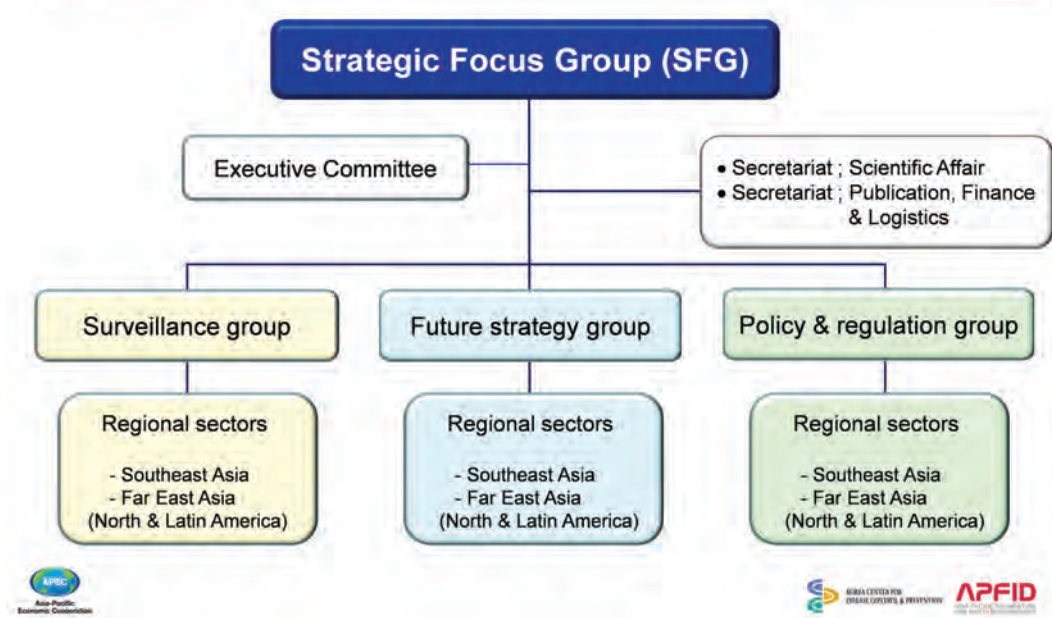 Strategic Focus Group (SFG)
Executive Committee
• Secretariat ; Scientific Affair
• Secretariat ; Publication, Finance
& Logistics
Surveillance group
Future strategy group
Policy & regulation group
Regional sectors
- Southeast Asia
- Far East Asia
(North & Latin America)
Regional sectors
- Southeast Asia
- Far East Asia
(North & Latin America)
Regional sectors
- Southeast Asia
- Far East Asia
(North & Latin America)
APEC
Asia-Pacific
Economic Cooperation
KOREA CENTER FOR
DISEASE CONTROL & PREVENTION
APFID